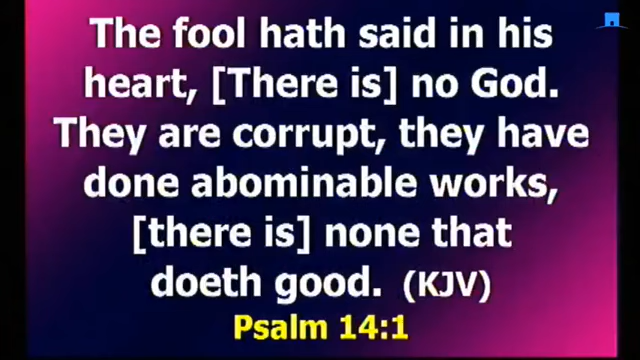 The fool hath said in his
heart, [There is] no God.
They are corrupt, they have
done abominable works,
[there is] none that
doeth good. (KJV)
Psalm 14:1